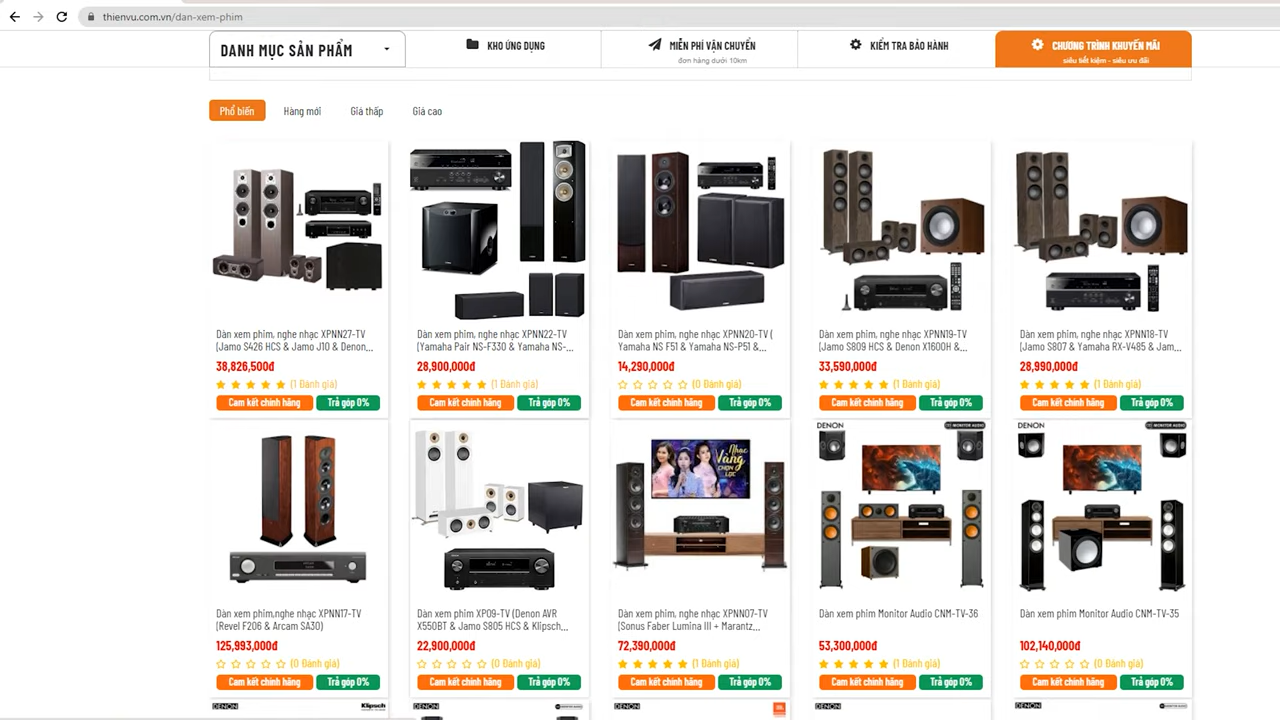 thienvu.com.vn/dan-xem-phim
DANH MỤC SẢN PHẨM
KHO ỨNG DỤNG
MIỄN PHÍ VẬN CHUYỂN
đơn hàng dưới 10km
KIỂM TRA BẢO HÀNH
CHƯƠNG TRÌNH KHUYẾN MÃI
siêu tiết kiệm - siêu ưu đãi
Phổ biến
Hàng mới
Giá thấp
Giá cao
Dàn xem phim, nghe nhạc XPNN27-TV
(Jamo S426 HCS & Jamo J10 & Denon...
38,826,500đ
(1 Đánh giá)
Cam kết chính hãng
Trả góp 0%
Dàn xem phim, nghe nhạc XPNN22-TV
(Yamaha Pair NS-F330 & Yamaha NS-...
28,900,000đ
(1 Đánh giá)
Cam kết chính hãng
Trả góp 0%
Dàn xem phim, nghe nhạc XPNN20-TV (
Yamaha NS F51 & Yamaha NS-P51 &...
14,290,000đ
(0 Đánh giá)
Cam kết chính hãng
Trả góp 0%
Dàn xem phim, nghe nhạc XPNN19-TV
(Jamo S809 HCS & Denon X1600H &...
33,590,000đ
(1 Đánh giá)
Cam kết chính hãng
Trả góp 0%
Dàn xem phim, nghe nhạc XPNN18-TV
(Jamo S807 & Yamaha RX-V485 & Jam...
28,990,000đ
(1 Đánh giá)
Cam kết chính hãng
Trả góp 0%
Dàn xem phim,nghe nhạc XPNN17-TV
(Revel F206 & Arcam SA30)
125,993,000đ
(0 Đánh giá)
Cam kết chính hãng
Trả góp 0%
Dàn xem phim XP09-TV (Denon AVR
X550BT & Jamo S805 HCS & Klipsch...
22,900,000đ
(0 Đánh giá)
Cam kết chính hãng
Trả góp 0%
Nhạc
Vàng
CHỌN LỌC
Dàn xem phim, nghe nhạc XPNN07-TV
(Sonus Faber Lumina III + Marantz...
72,390,000đ
(1 Đánh giá)
Cam kết chính hãng
Trả góp 0%
DENON
MONITOR AUDIO
Dàn xem phim Monitor Audio CNM-TV-36
53,300,000đ
(1 Đánh giá)
Cam kết chính hãng
Trả góp 0%
DENON
MONITOR AUDIO
Dàn xem phim Monitor Audio CNM-TV-35
102,140,000đ
(0 Đánh giá)
Cam kết chính hãng
Trả góp 0%
DENON
Klipsch
DENON
DENON
JBL
DENON
DENON